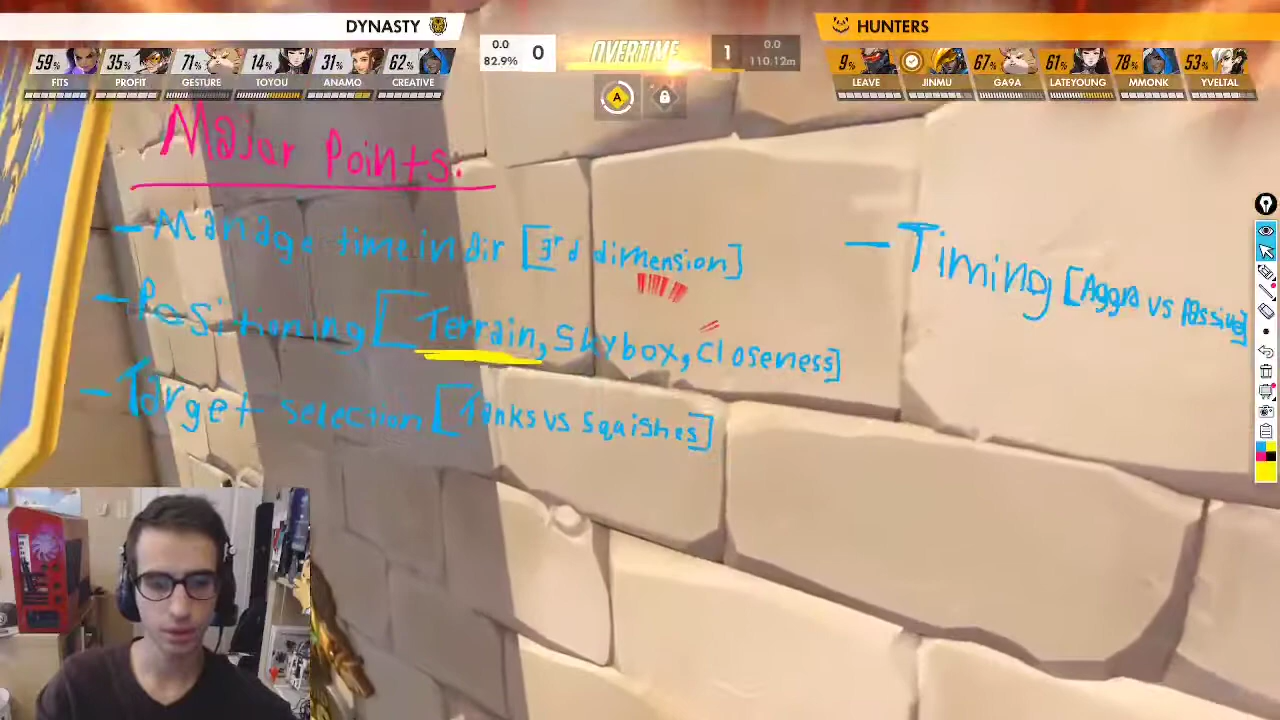 DYNASTY
HUNTERS
59% 35% 71% 14% 31% 62%
FITS PROFIT GESTURE TOYOU ANAMO CREATIVE
0.0
82.9%
0
OVERTIME
1
0.0
110.12m
A
9% 67% 61% 78% 53%
LEAVE JINMU GA9A LATEYOUNG MMONK YVELTAL
Major Points:
- Manage time in air [3rd dimension]
- Positioning [Terrain, Skybox, Closeness]
- Target selection [Tanks vs Squishes]
- Timing [Aggro vs Passive]